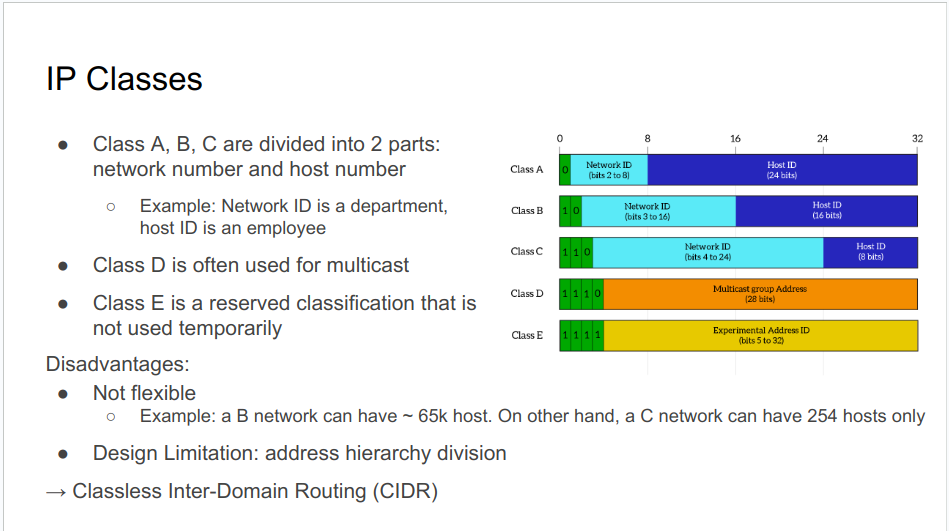 IP Classes
● Class A, B, C are divided into 2 parts:
network number and host number
○ Example: Network ID is a department,
host ID is an employee
● Class D is often used for multicast
● Class E is a reserved classification that is
not used temporarily
Disadvantages:
● Not flexible
○ Example: a B network can have ~ 65k host. On other hand, a C network can have 254 hosts only
● Design Limitation: address hierarchy division
→ Classless Inter-Domain Routing (CIDR)
0 8 16 24 32
Class A 0 Network ID Host ID
(bits 2 to 8) (24 bits)
Class B 1 0 Network ID Host ID
(bits 3 to 16) (16 bits)
Class C 1 1 0 Network ID Host ID
(bits 4 to 24) (8 bits)
Class D 1 1 1 0 Multicast group Address
(28 bits)
Class E 1 1 1 1 Experimental Address ID
(bits 5 to 32)